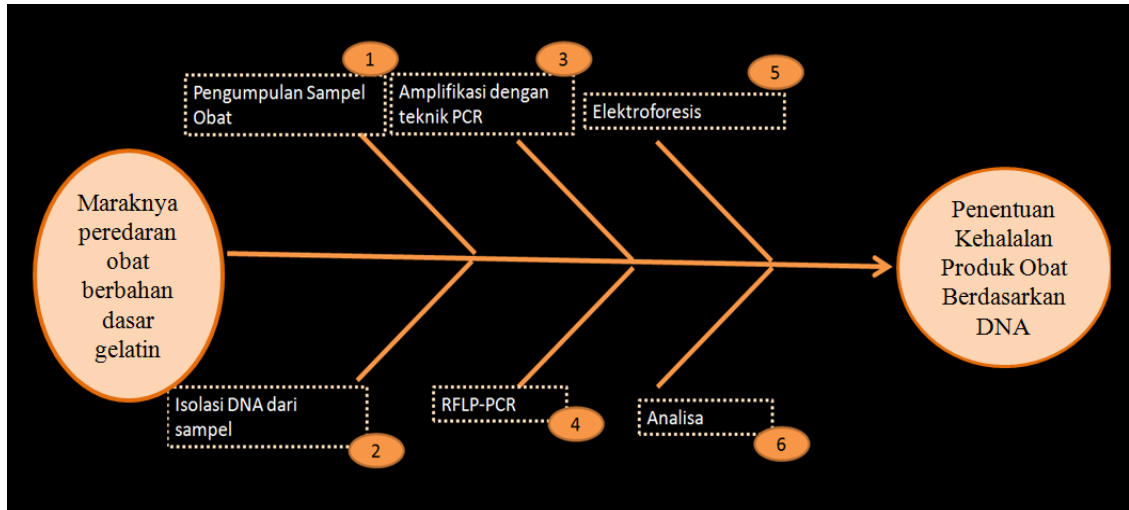 1
Pengumpulan Sampel
Obat
3
Amplifikasi dengan
teknik PCR
5
Elektroforesis
Maraknya
peredaran
obat
berbahan
dasar
gelatin
Penentuan
Kehalalan
Produk Obat
Berdasarkan
DNA
Isolasi DNA dari
sampel
2
RFLP-PCR
4
Analisa
6